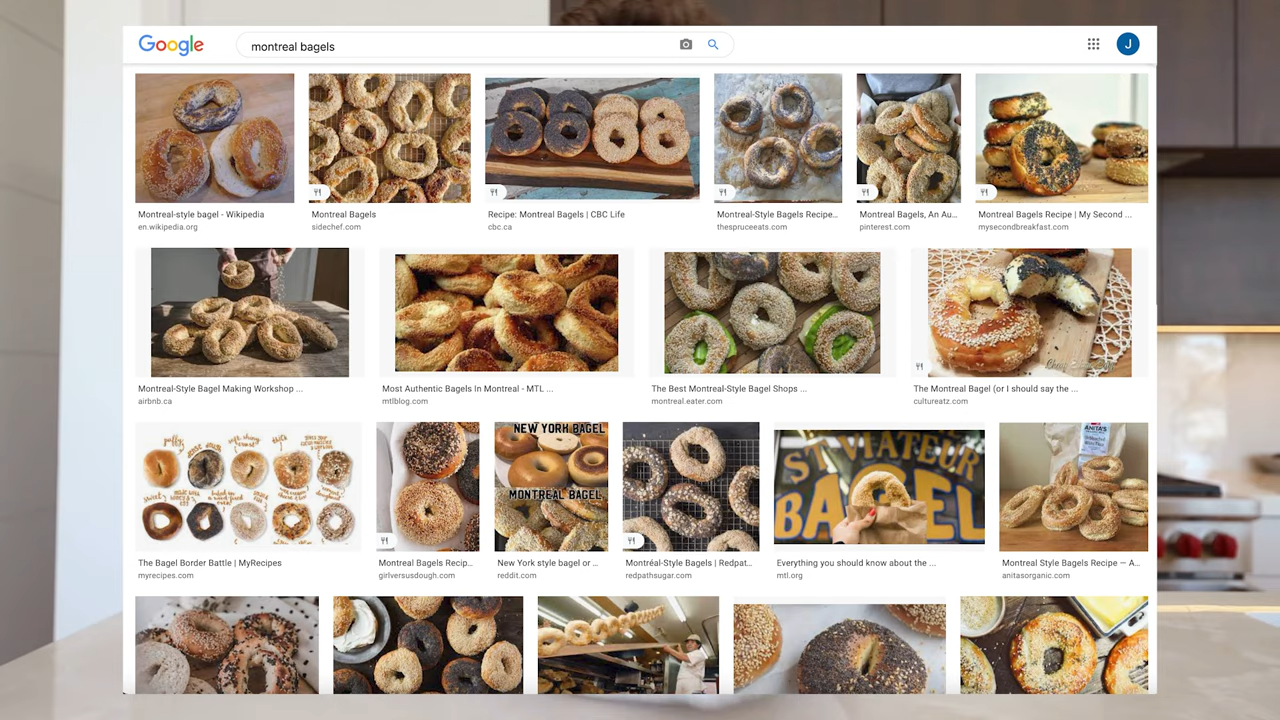 Google
montreal bagels
J
Montreal-style bagel - Wikipedia
en.wikipedia.org
Montreal Bagels
sidechef.com
Recipe: Montreal Bagels | CBC Life
cbc.ca
Montreal-Style Bagels Recipe...
thespruceeats.com
Montreal Bagels, An Au...
pinterest.com
Montreal Bagels Recipe | My Second ...
mysecondbreakfast.com
Montreal-Style Bagel Making Workshop ...
airbnb.ca
Most Authentic Bagels In Montreal - MTL ...
mtlblog.com
The Best Montreal-Style Bagel Shops ...
montreal.eater.com
The Montreal Bagel (or I should say the ...
cultureatz.com
NEW YORK BAGEL
MONTREAL BAGEL
ST VIATEUR
BAGEL
ANITA'S
The Bagel Border Battle | MyRecipes
myrecipes.com
Montreal Bagels Recip...
girlversusdough.com
New York style bagel or ...
reddit.com
Montréal-Style Bagels | Redpat...
redpathsugar.com
Everything you should know about the ...
mtl.org
Montreal Style Bagels Recipe — A...
anitasorganic.com